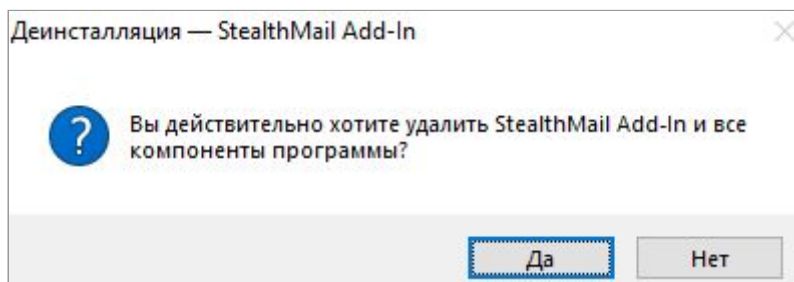 Деинсталляция — StealthMail Add-In
Вы действительно хотите удалить StealthMail Add-In и все
компоненты программы?
Да
Нет